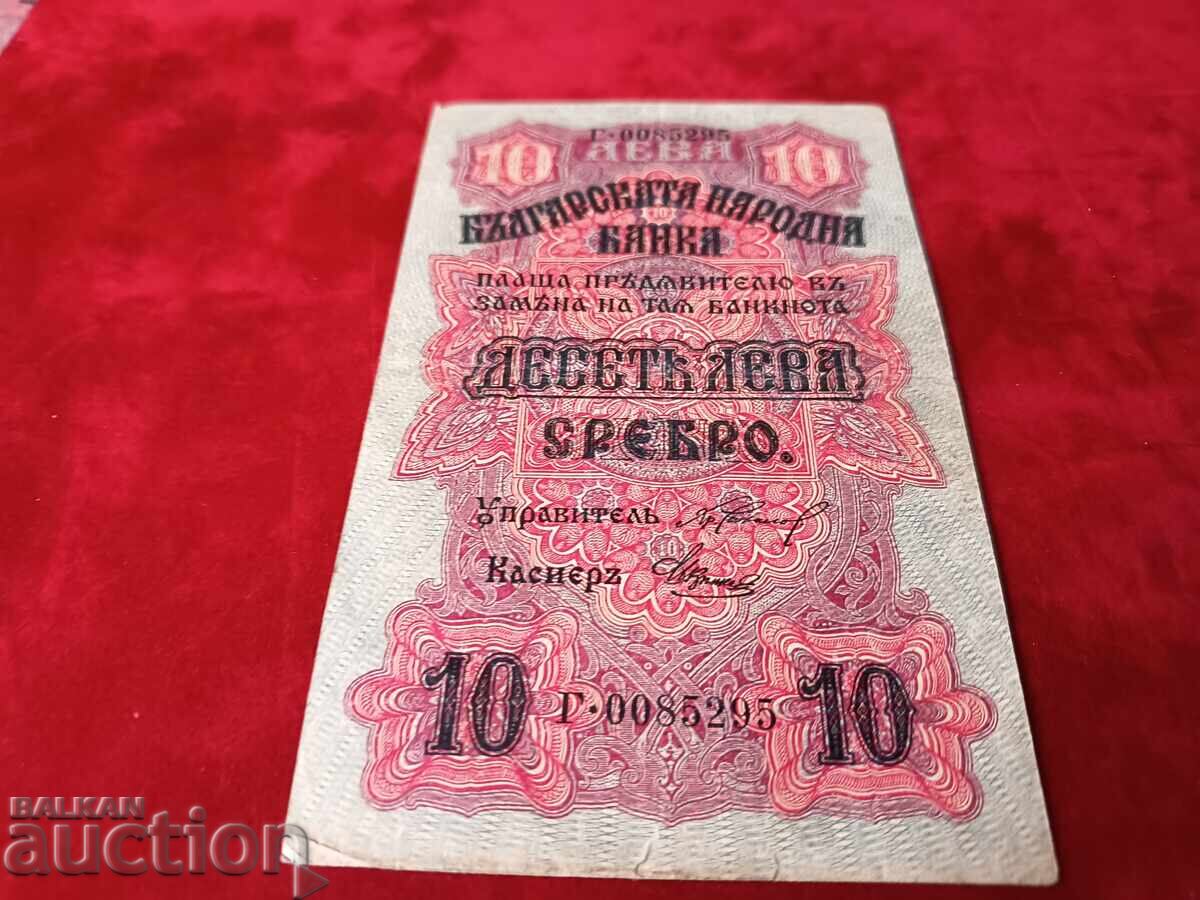 Г·0085295
10 ЛЕВА 10
БЪЛГАРСКАТА НАРОДНА
БАНКА
ПЛАЩА ПРѢДЯВИТЕЛЮ ВЪ
ЗАМѢНА НА ТАЯ БАНКНОТА
ДЕСЕТЬ ЛЕВА
СРЕБРО.
Управитель
Касиеръ
10 Г·0085295 10
BALKAN
auction